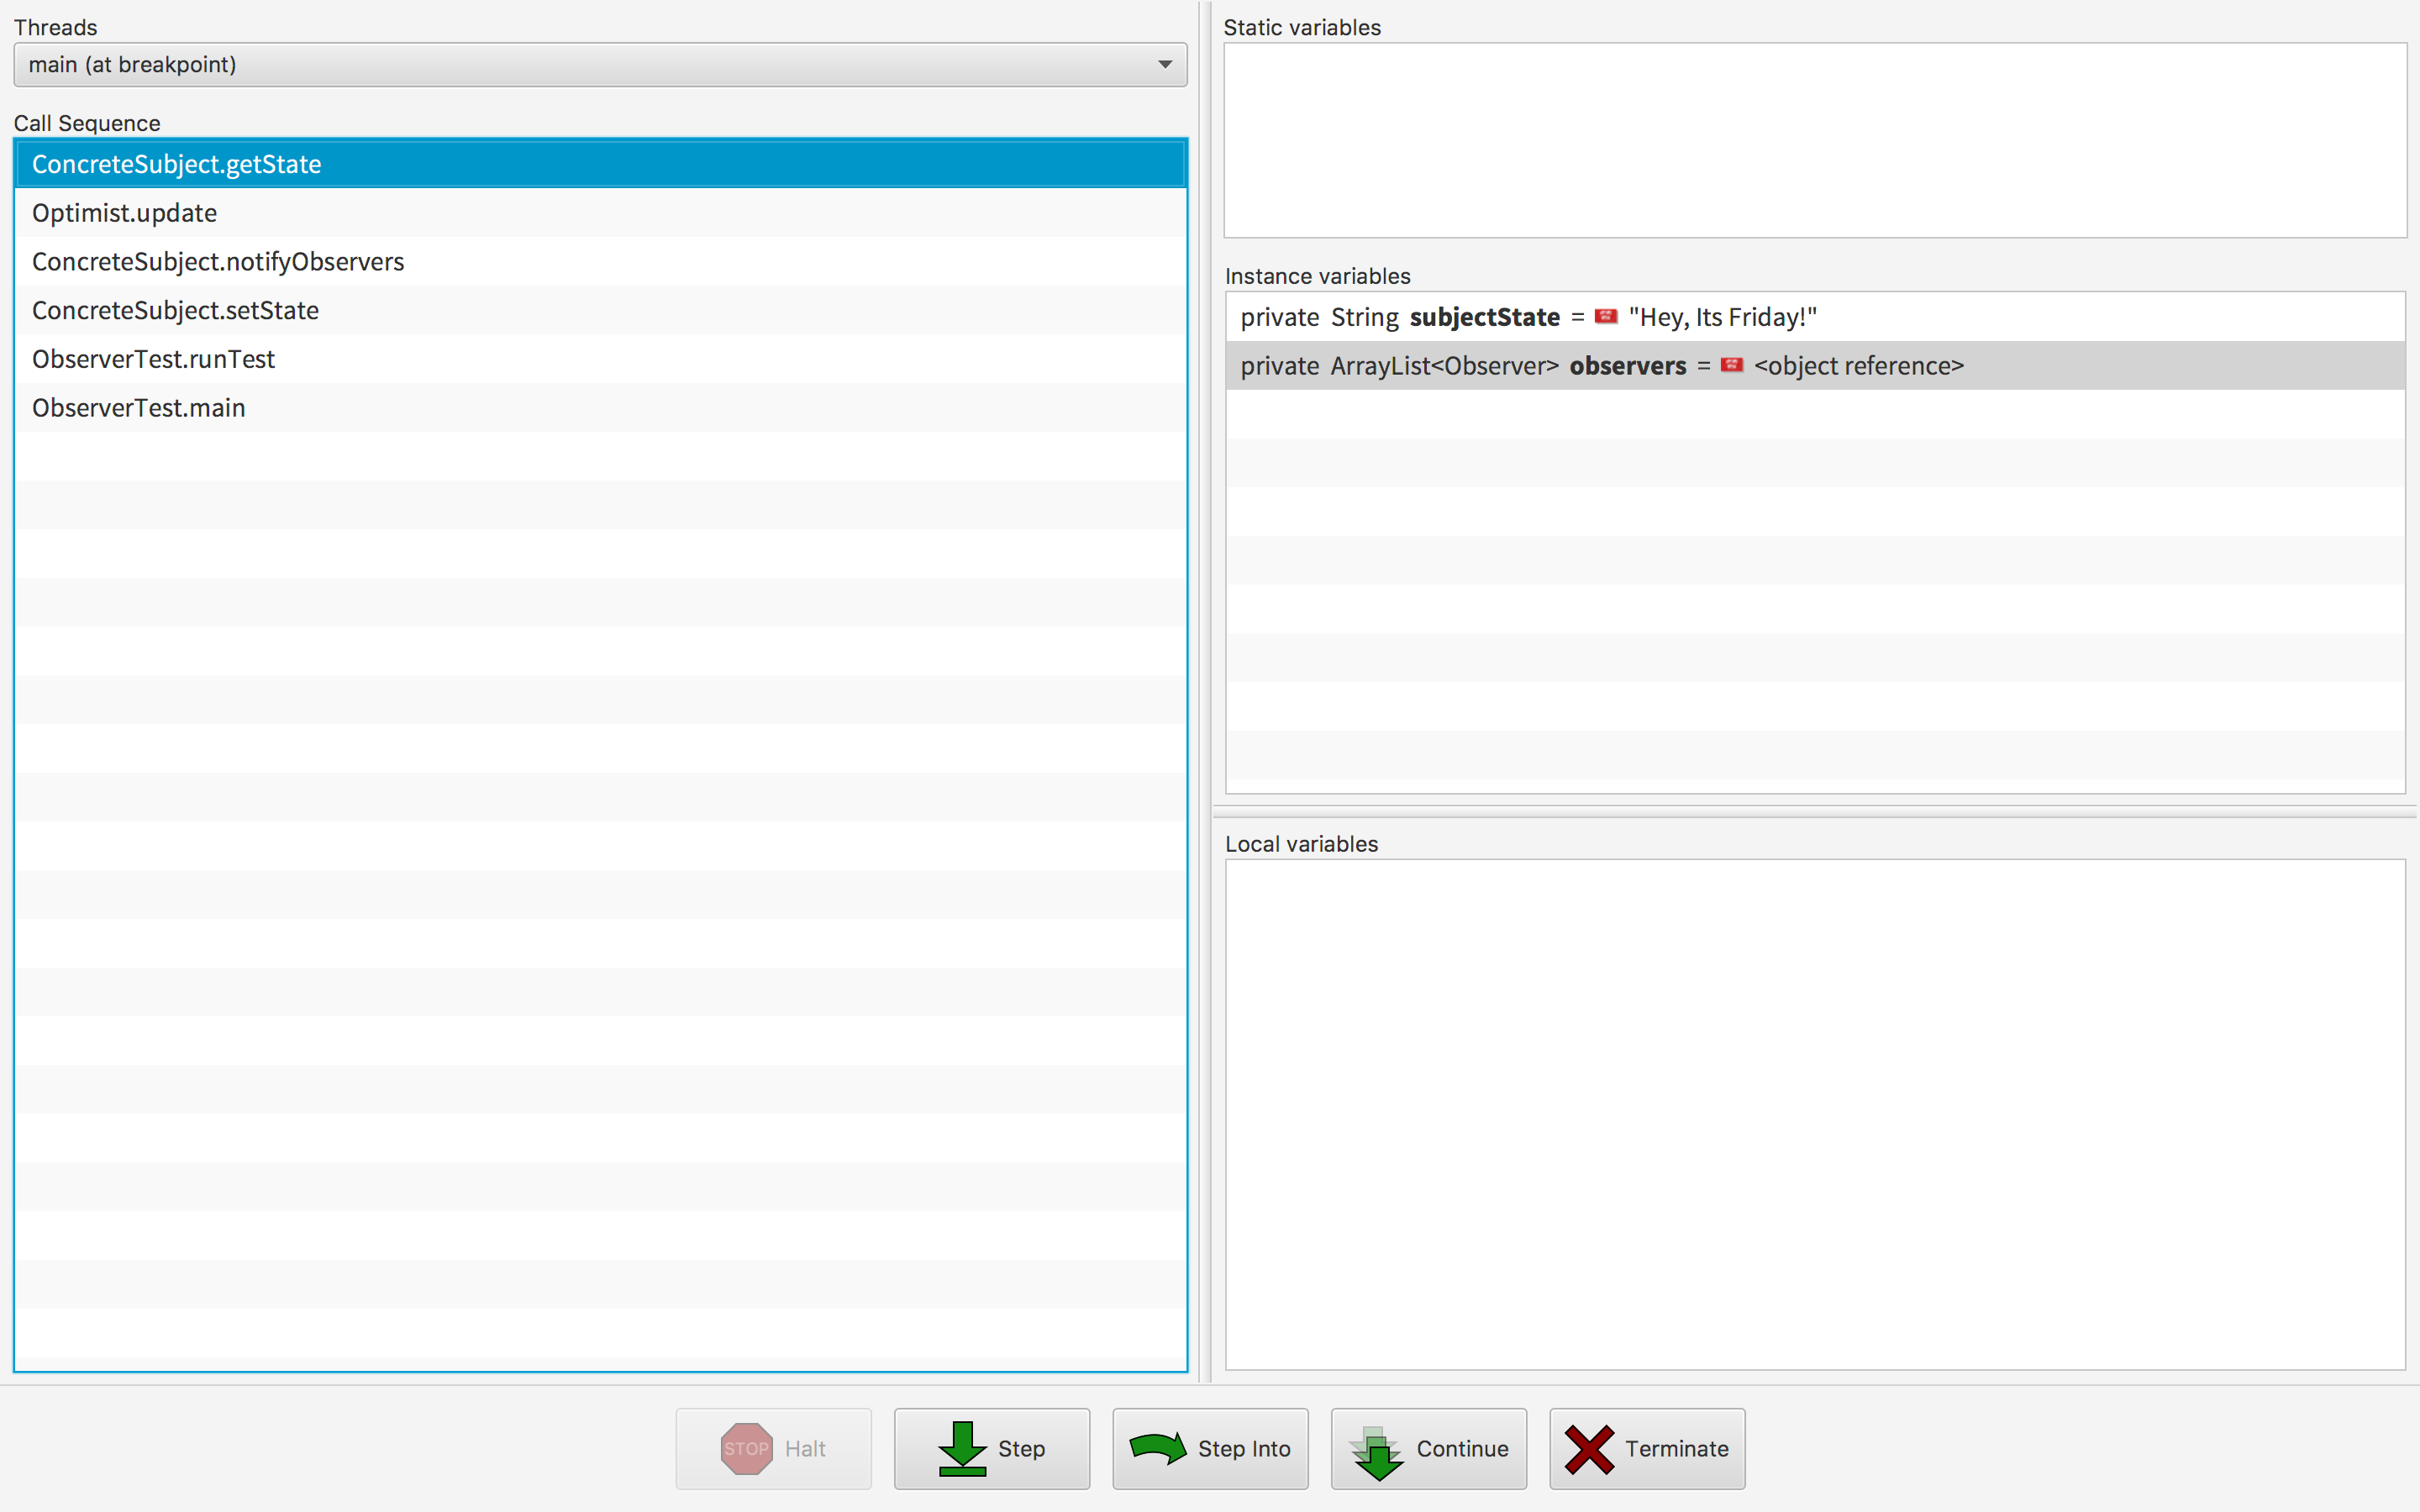 Threads
main (at breakpoint)
Call Sequence
ConcreteSubject.getState
Optimist.update
ConcreteSubject.notifyObservers
ConcreteSubject.setState
ObserverTest.runTest
ObserverTest.main
Static variables
Instance variables
private String subjectState = "Hey, Its Friday!"
private ArrayList<Observer> observers = <object reference>
Local variables
STOP Halt
Step
Step Into
Continue
Terminate